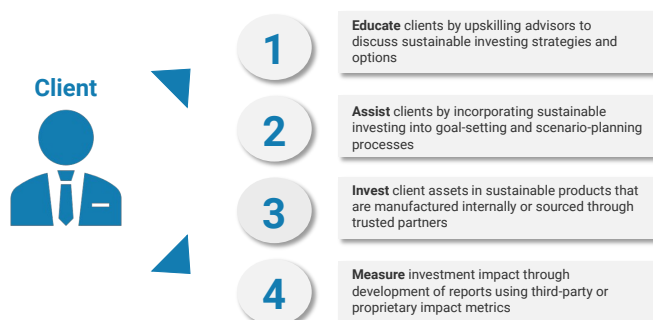 Client
1
Educate clients by upskilling advisors to
discuss sustainable investing strategies and
options
2
Assist clients by incorporating sustainable
investing into goal-setting and scenario-planning
processes
3
Invest client assets in sustainable products that
are manufactured internally or sourced through
trusted partners
4
Measure investment impact through
development of reports using third-party or
proprietary impact metrics